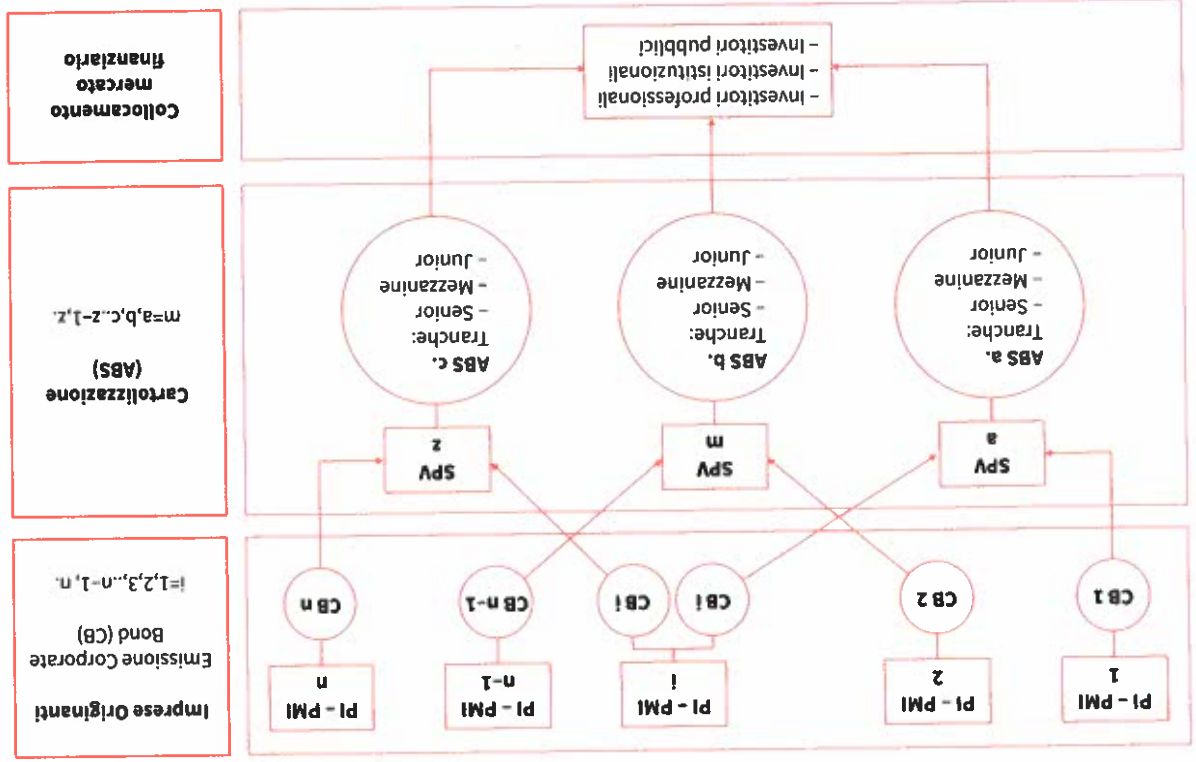 PI – PMI
1
PI – PMI
2
PI – PMI
i
PI – PMI
n-1
PI – PMI
n
CB 1
CB 2
CB i
CB i
CB n-1
CB n
Imprese Originanti
Emissione Corporate
Bond (CB)
i=1,2,3,..n-1, n.
SPV
a
SPV
m
SPV
z
ABS a.
Tranche:
– Senior
– Mezzanine
– Junior
ABS b.
Tranche:
– Senior
– Mezzanine
– Junior
ABS c.
Tranche:
– Senior
– Mezzanine
– Junior
Cartolizzazione
(ABS)
m=a,b,c..z-1,z.
– Investitori professionali
– Investitori istituzionali
– Investitori pubblici
Collocamento
mercato
finanziario